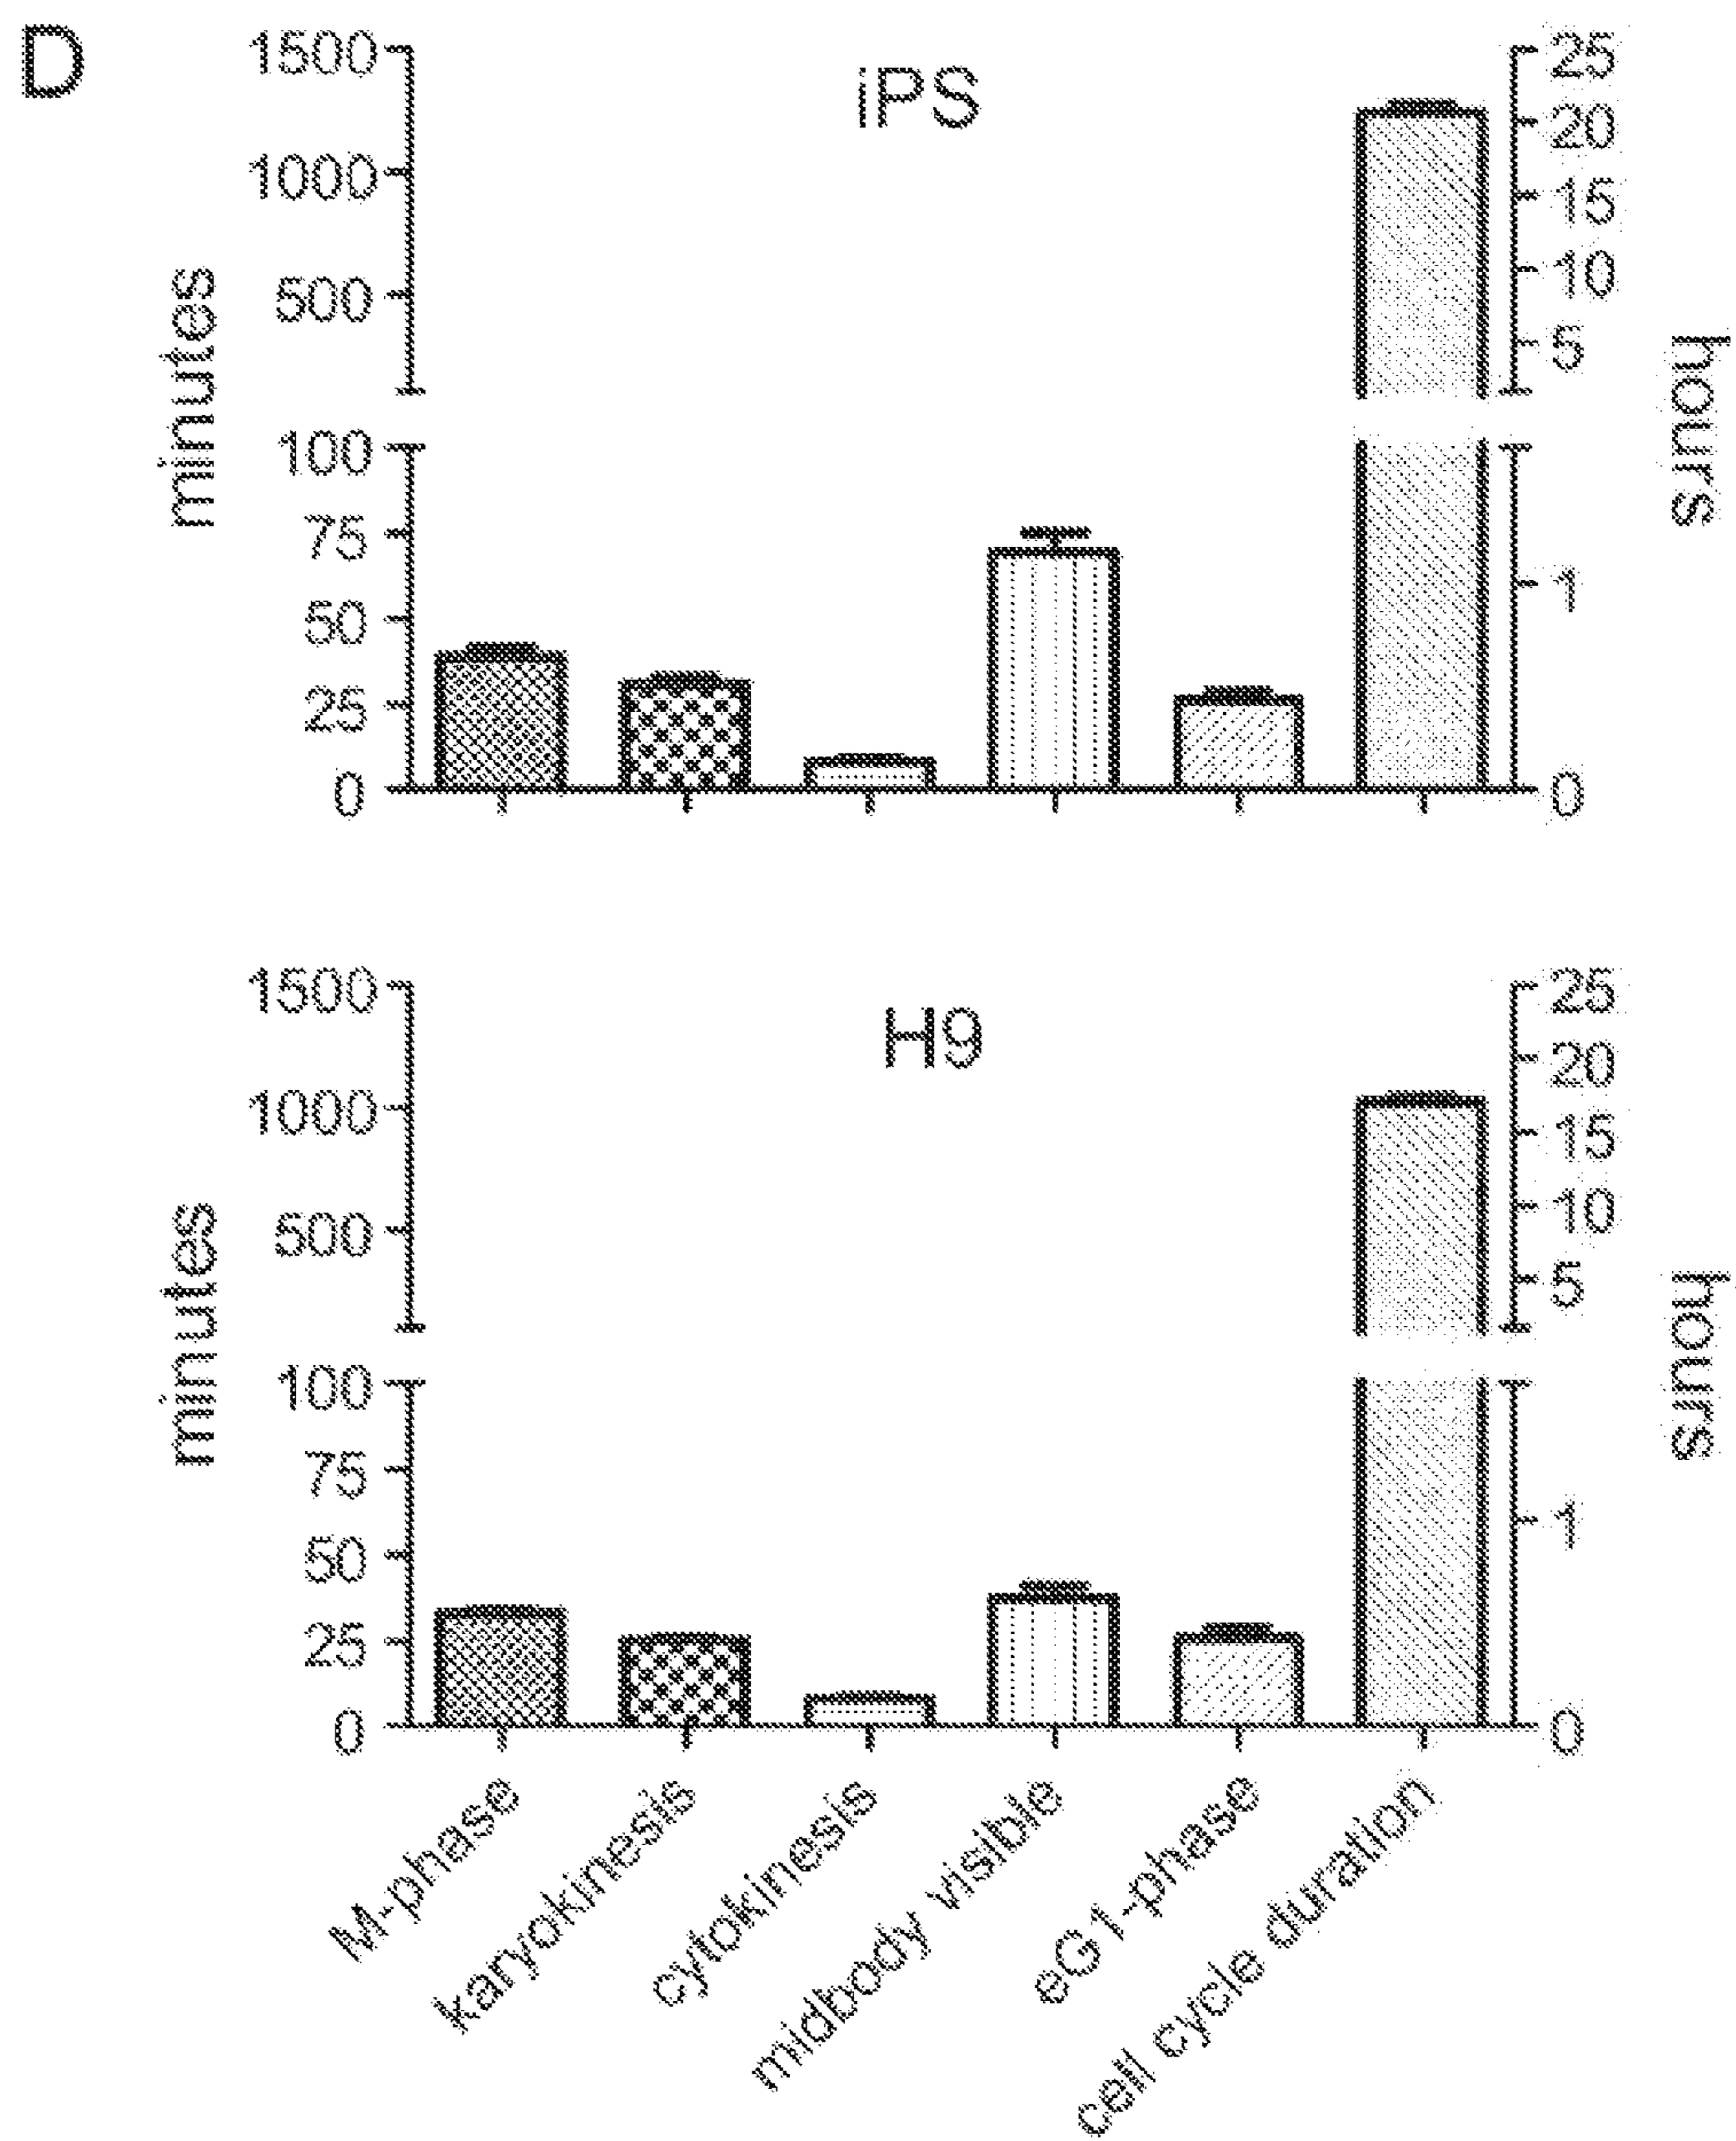 D
iPS
minutes
1500
1000
500
100
75
50
25
0
25
20
15
10
5
1
0
hours
H9
minutes
1500
1000
500
100
75
50
25
0
25
20
15
10
5
1
0
hours
M-phase
karyokinesis
cytokinesis
midbody visible
eG1-phase
cell cycle duration